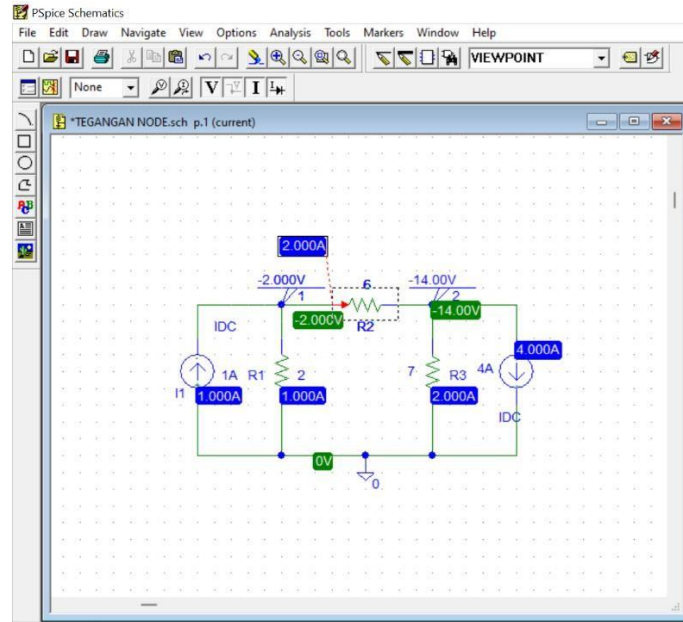 PSpice Schematics
File Edit Draw Navigate View Options Analysis Tools Markers Window Help
VIEWPOINT
None V I
*TEGANGAN NODE.sch p.1 (current)
2.000A
-2.000V 6 -14.00V
1 2
-2.000V R2 -14.00V
IDC
4.000A
1A R1 2 7 R3 4A
I1 1.000A 1.000A 2.000A
IDC
0V
0